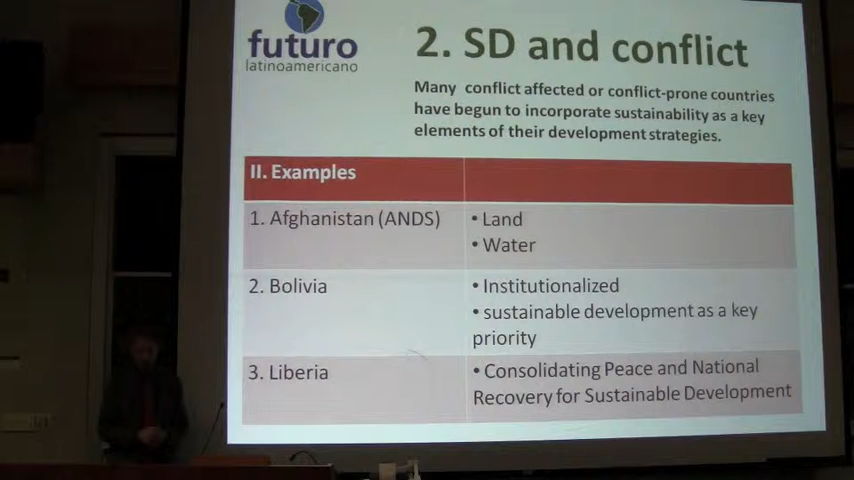 futuro
latinoamericano
2. SD and conflict
Many conflict affected or conflict-prone countries
have begun to incorporate sustainability as a key
elements of their development strategies.
II. Examples
1. Afghanistan (ANDS)
• Land
• Water
2. Bolivia
• Institutionalized
• sustainable development as a key
priority
3. Liberia
• Consolidating Peace and National
Recovery for Sustainable Development